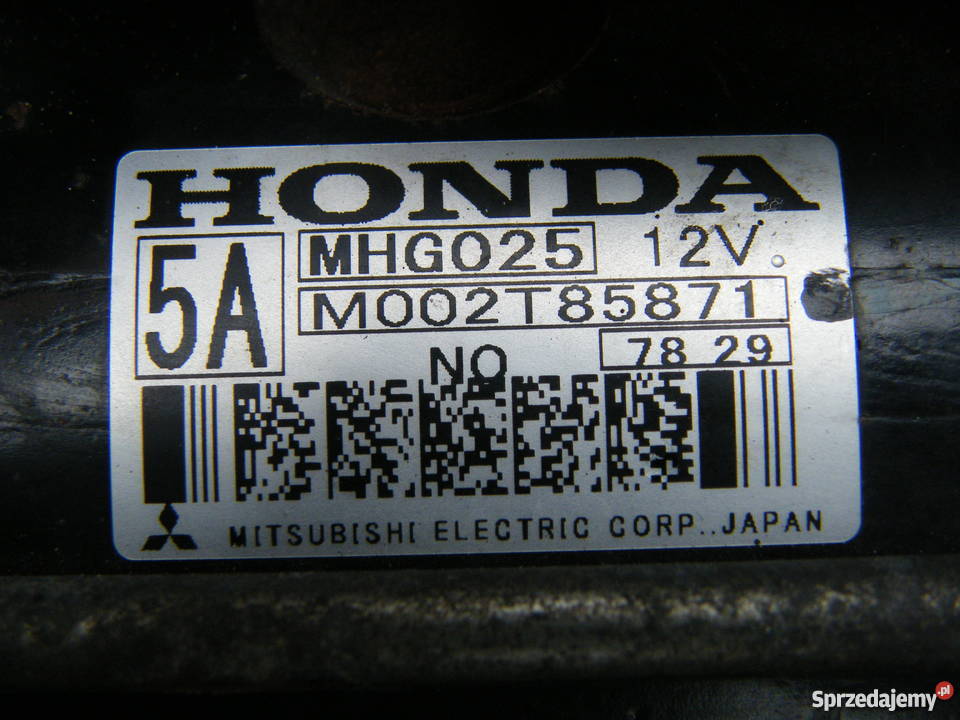 HONDA
5A
MHG025 12V
M002T85871
NO 78 29
MITSUBISHI ELECTRIC CORP. JAPAN
Sprzedajemy.pl